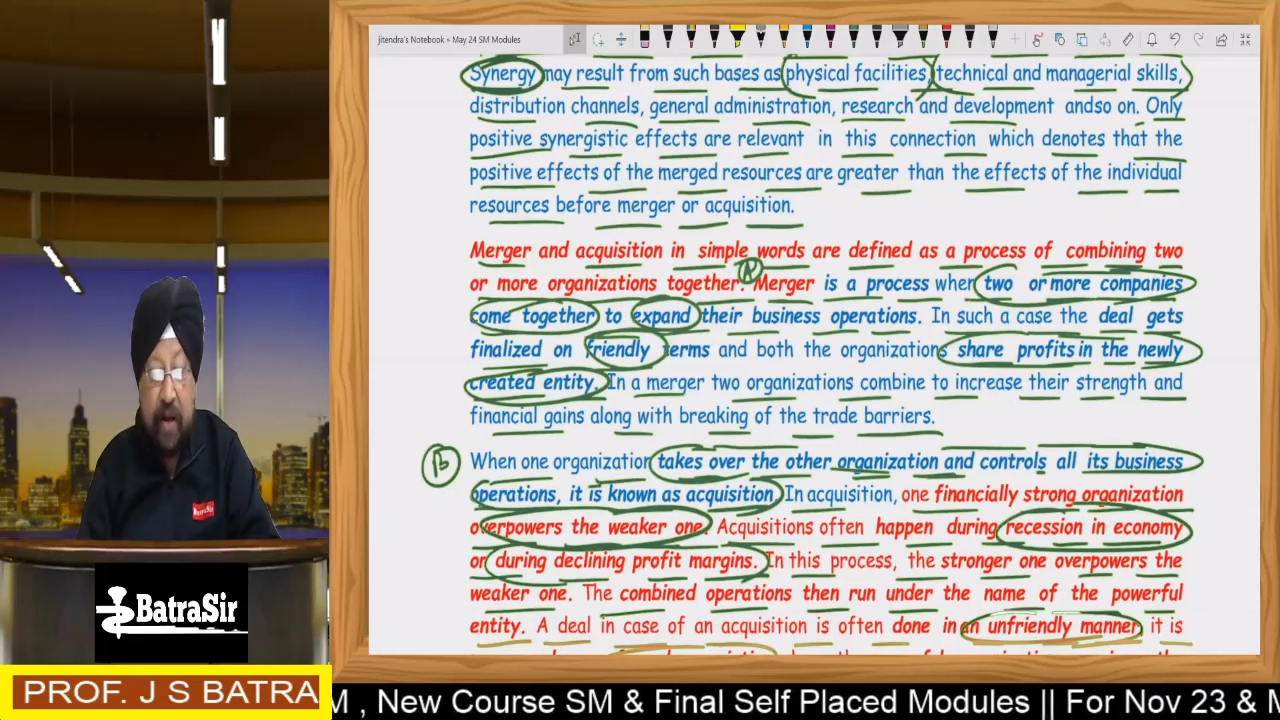 jitendra's Notebook » May 24 SM Modules
Synergy may result from such bases as physical facilities, technical and managerial skills,
distribution channels, general administration, research and development andso on. Only
positive synergistic effects are relevant in this connection which denotes that the
positive effects of the merged resources are greater than the effects of the individual
resources before merger or acquisition.
Merger and acquisition in simple words are defined as a process of combining two
or more organizations together. Merger is a process when two or more companies
come together to expand their business operations. In such a case the deal gets
finalized on friendly terms and both the organizations share profits in the newly
created entity. In a merger two organizations combine to increase their strength and
financial gains along with breaking of the trade barriers.
B When one organization takes over the other organization and controls all its business
operations, it is known as acquisition. In acquisition, one financially strong organization
overpowers the weaker one. Acquisitions often happen during recession in economy
or during declining profit margins. In this process, the stronger one overpowers the
weaker one. The combined operations then run under the name of the powerful
entity. A deal in case of an acquisition is often done in an unfriendly manner, it is
BatraSir
BatraSir
PROF. J S BATRA
M , New Course SM & Final Self Placed Modules || For Nov 23 & M